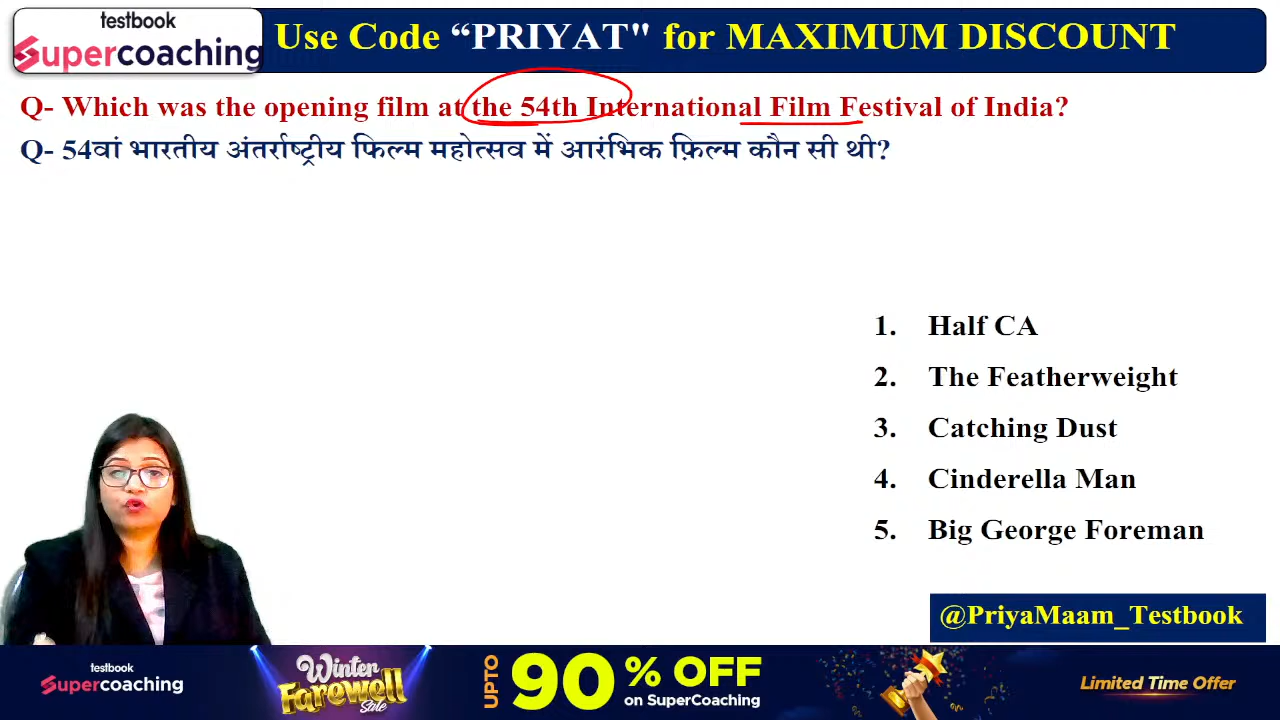 testbook
Supercoaching
Use Code “PRIYAT" for MAXIMUM DISCOUNT
Q- Which was the opening film at the 54th International Film Festival of India?
Q- 54वां भारतीय अंतर्राष्ट्रीय फिल्म महोत्सव में आरंभिक फ़िल्म कौन सी थी?
1. Half CA
2. The Featherweight
3. Catching Dust
4. Cinderella Man
5. Big George Foreman
@PriyaMaam_Testbook
testbook
Supercoaching
Winter
Farewell
Sale
UPTO
90% OFF
on SuperCoaching
Limited Time Offer